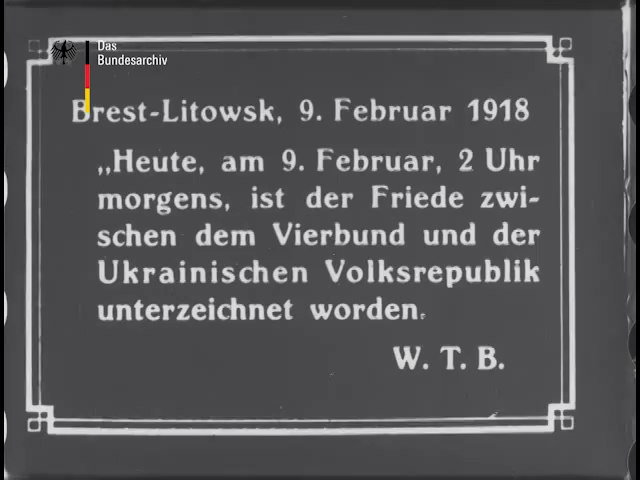 Das
Bundesarchiv
Brest-Litowsk, 9. Februar 1918
„Heute, am 9. Februar, 2 Uhr
morgens, ist der Friede zwi-
schen dem Vierbund und der
Ukrainischen Volksrepublik
unterzeichnet worden.
W. T. B.